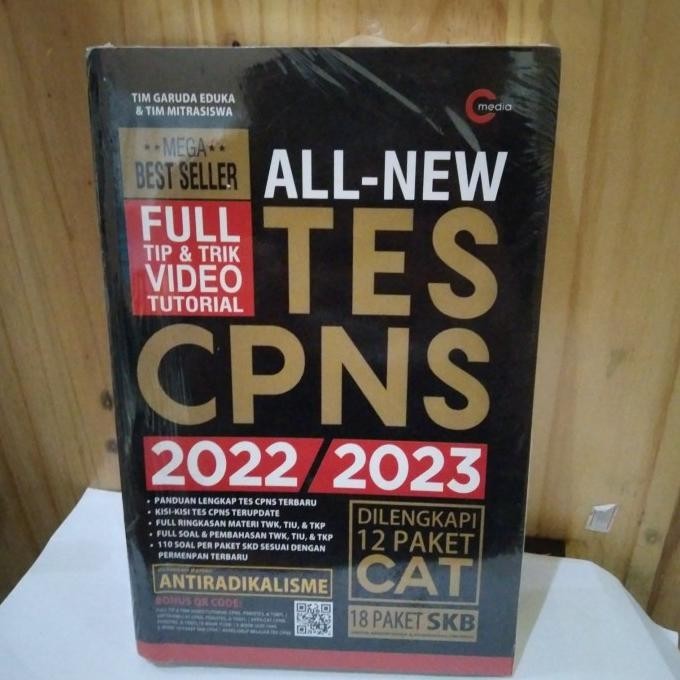 TIM GARUDA EDUKA
& TIM MITRASISWA
C media
MEGA
BEST SELLER
FULL
TIP & TRIK
VIDEO
TUTORIAL
ALL-NEW
TES
CPNS
2022/2023
• PANDUAN LENGKAP TES CPNS TERBARU
• KISI-KISI TES CPNS TERUPDATE
• FULL RINGKASAN MATERI TWK, TIU, & TKP
• FULL SOAL & PEMBAHASAN TWK, TIU, & TKP
• 110 SOAL PER PAKET SKD SESUAI DENGAN
PERMENPAN TERBARU
ANTIRADIKALISME
BONUS QR CODE:
DILENGKAPI
12 PAKET
CAT
18 PAKET SKB